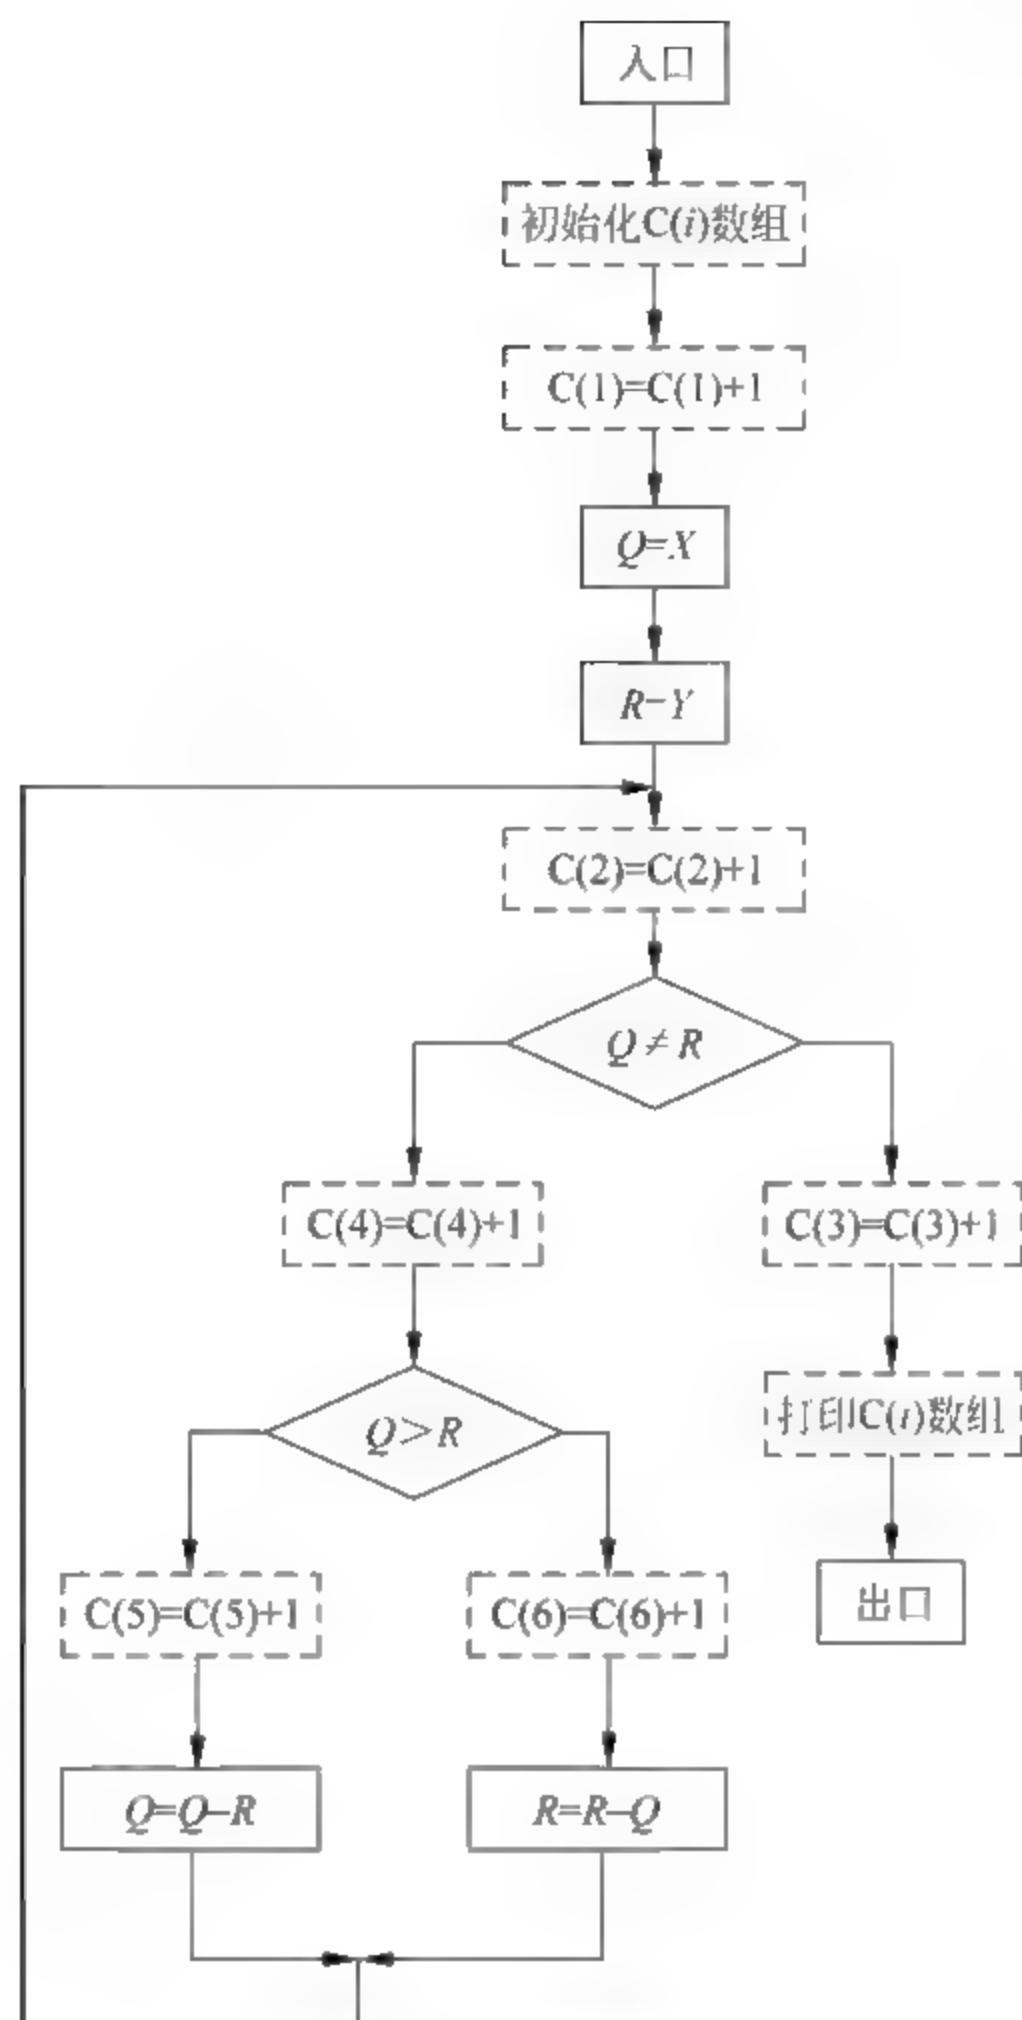 入口
初始化C(i)数组
C(1)=C(1)+1
Q=X
R-Y
C(2)=C(2)+1
Q≠R
C(4)=C(4)+1
C(3)=C(3)+1
Q>R
打印C(i)数组
C(5)=C(5)+1
C(6)=C(6)+1
出口
Q=Q-R
R=R-Q